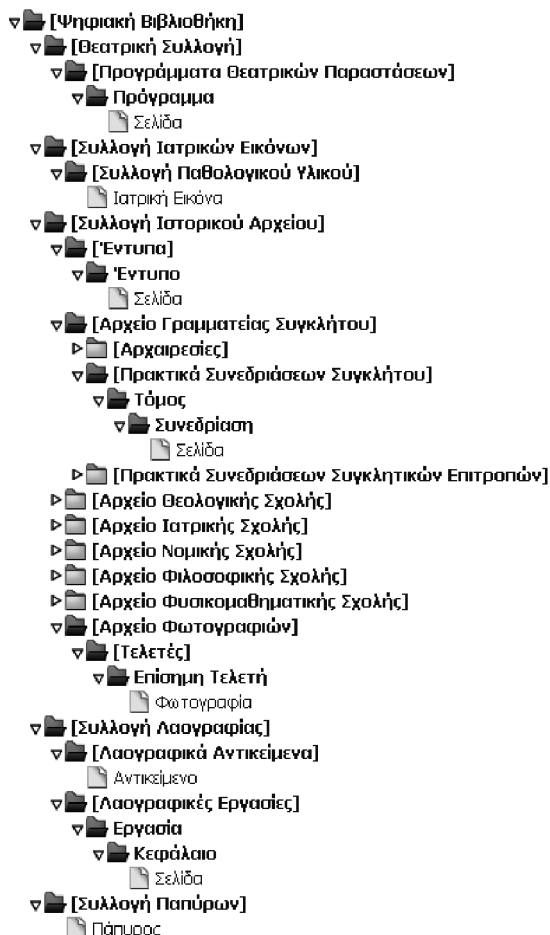 [Ψηφιακή Βιβλιοθήκη]
[Θεατρική Συλλογή]
[Προγράμματα Θεατρικών Παραστάσεων]
Πρόγραμμα
Σελίδα
[Συλλογή Ιατρικών Εικόνων]
[Συλλογή Παθολογικού Υλικού]
Ιατρική Εικόνα
[Συλλογή Ιστορικού Αρχείου]
['Εντυπα]
'Εντυπο
Σελίδα
[Αρχείο Γραμματείας Συγκλήτου]
[Αρχαιρεσίες]
[Πρακτικά Συνεδριάσεων Συγκλήτου]
Τόμος
Συνεδρίαση
Σελίδα
[Πρακτικά Συνεδριάσεων Συγκλητικών Επιτροπών]
[Αρχείο Θεολογικής Σχολής]
[Αρχείο Ιατρικής Σχολής]
[Αρχείο Νομικής Σχολής]
[Αρχείο Φιλοσοφικής Σχολής]
[Αρχείο Φυσικομαθηματικής Σχολής]
[Αρχείο Φωτογραφιών]
[Τελετές]
Επίσημη Τελετή
Φωτογραφία
[Συλλογή Λαογραφίας]
[Λαογραφικά Αντικείμενα]
Αντικείμενο
[Λαογραφικές Εργασίες]
Εργασία
Κεφάλαιο
Σελίδα
[Συλλογή Παπύρων]
Πάπυρος